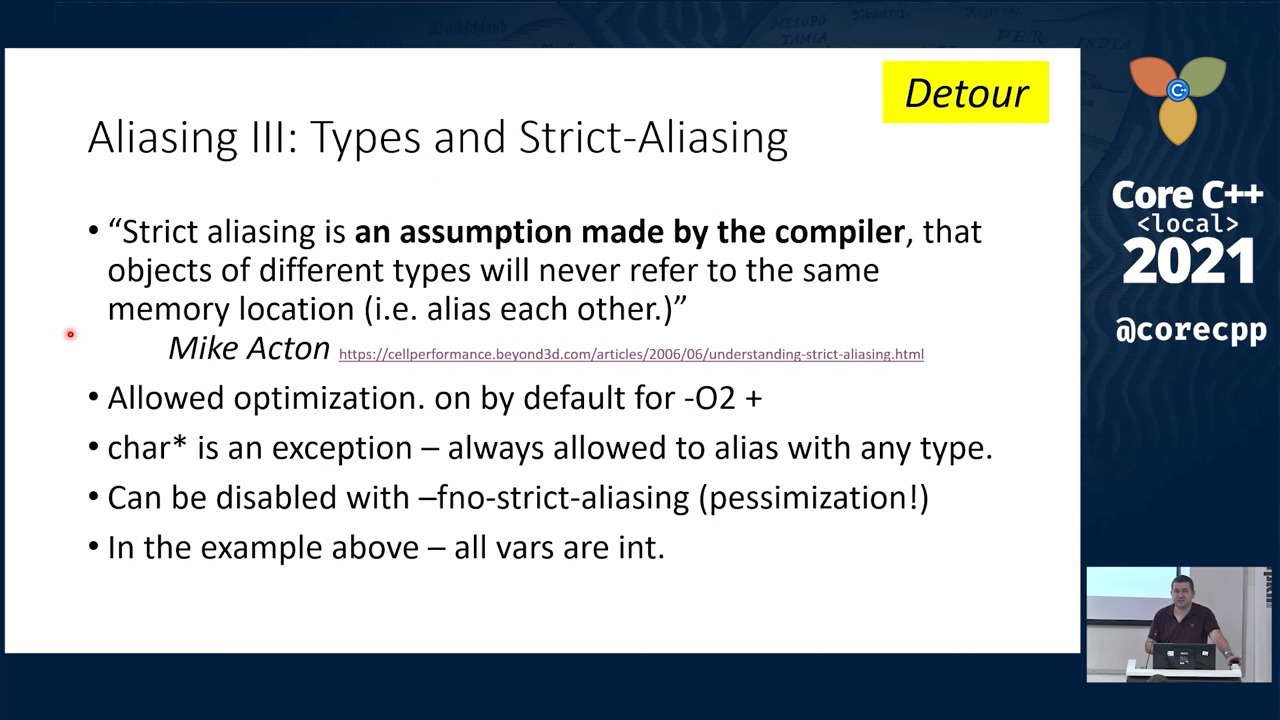 MESOPO
TAMIA
PER
INDIA
Detour
Aliasing III: Types and Strict-Aliasing
• “Strict aliasing is an assumption made by the compiler, that
objects of different types will never refer to the same
memory location (i.e. alias each other.)”
Mike Acton https://cellperformance.beyond3d.com/articles/2006/06/understanding-strict-aliasing.html
• Allowed optimization. on by default for -O2 +
• char* is an exception – always allowed to alias with any type.
• Can be disabled with –fno-strict-aliasing (pessimization!)
• In the example above – all vars are int.
C++
Core C++
<local>
2021
@corecpp